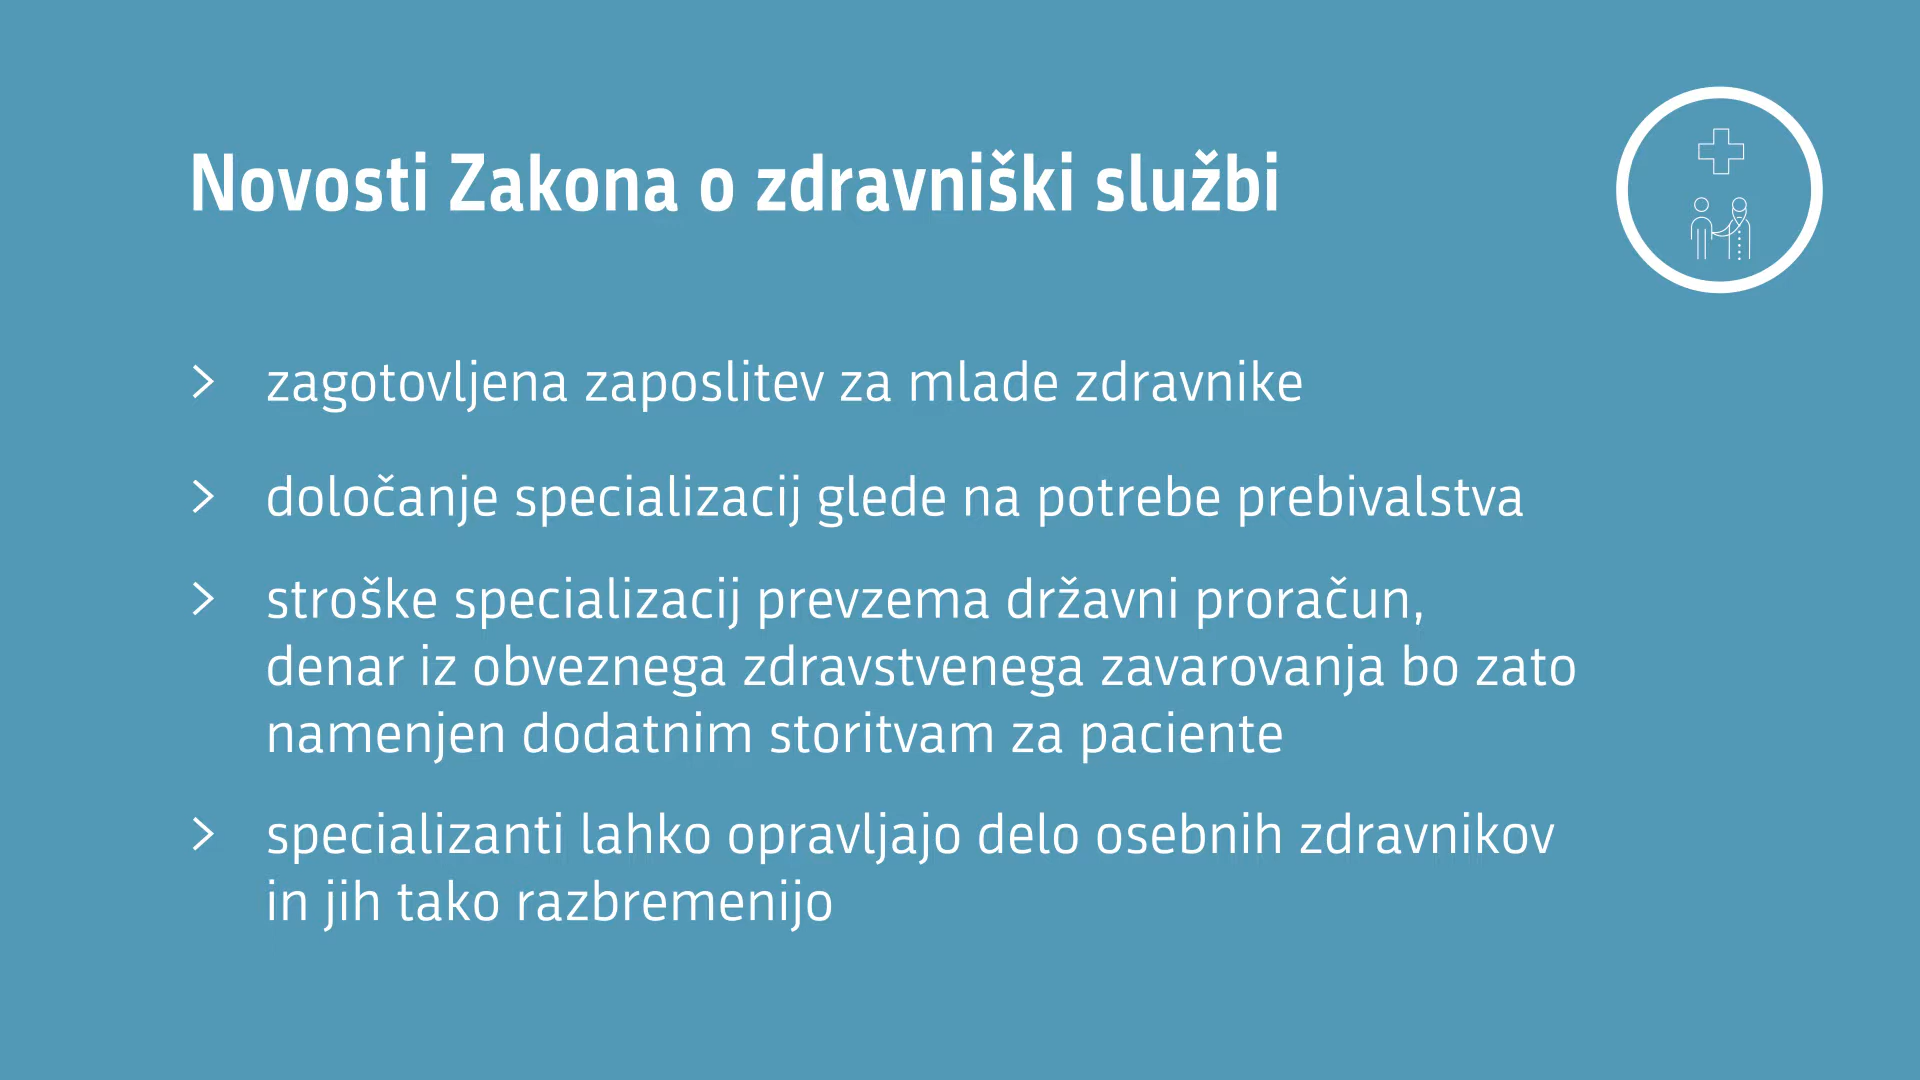 Novosti Zakona o zdravniški službi
> zagotovljena zaposlitev za mlade zdravnike
> določanje specializacij glede na potrebe prebivalstva
> stroške specializacij prevzema državni proračun,
denar iz obveznega zdravstvenega zavarovanja bo zato
namenjen dodatnim storitvam za paciente
> specializanti lahko opravljajo delo osebnih zdravnikov
in jih tako razbremenijo